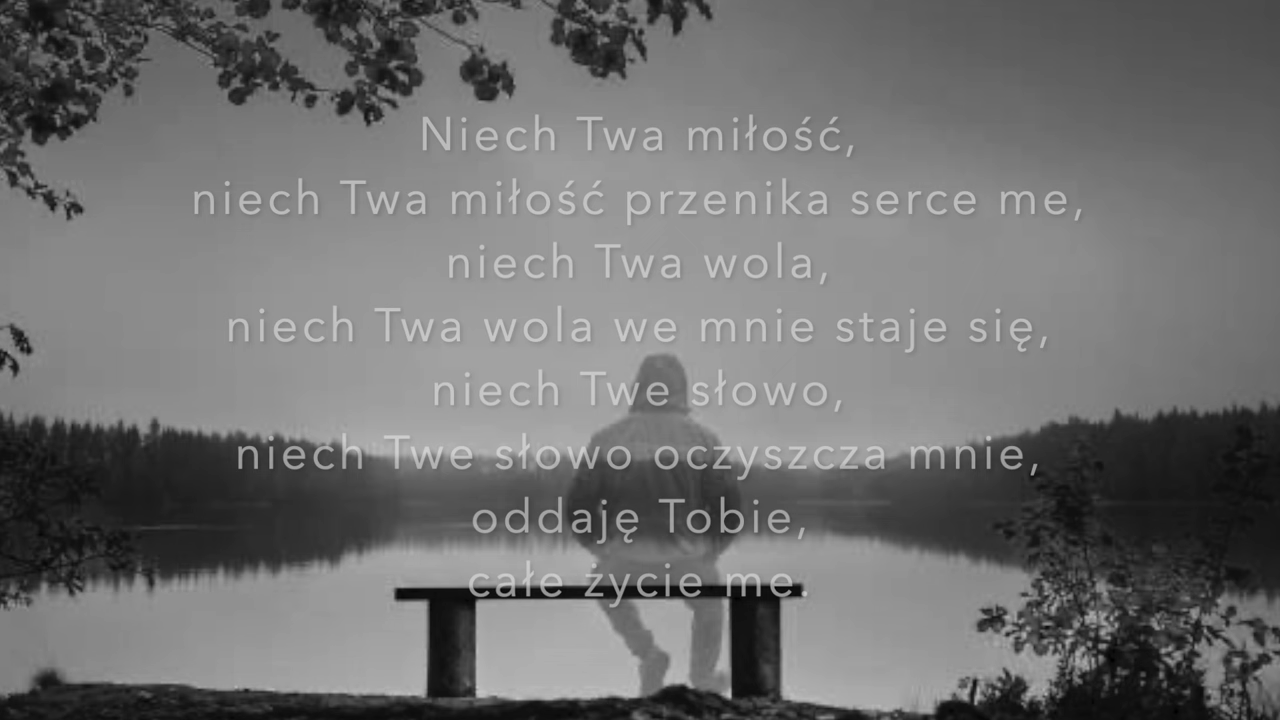 Niech Twa miłość,
niech Twa miłość przenika serce me,
niech Twa wola,
niech Twa wola we mnie staje się,
niech Twe słowo,
niech Twe słowo oczyszcza mnie,
oddaję Tobie,
całe życie me.